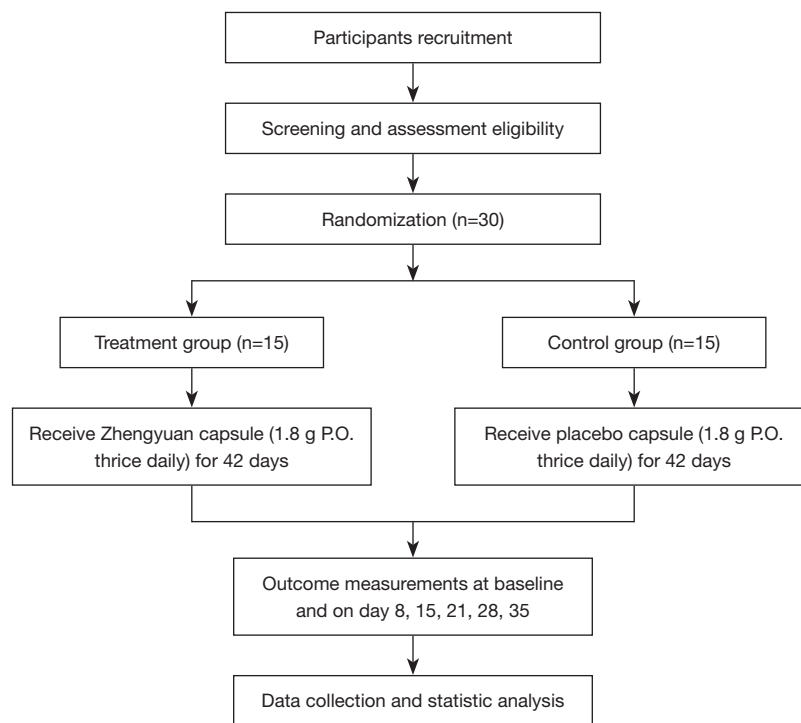 Participants recruitment
Screening and assessment eligibility
Randomization (n=30)
Treatment group (n=15)
Control group (n=15)
Receive Zhengyuan capsule (1.8 g P.O.
thrice daily) for 42 days
Receive placebo capsule (1.8 g P.O.
thrice daily) for 42 days
Outcome measurements at baseline
and on day 8, 15, 21, 28, 35
Data collection and statistic analysis